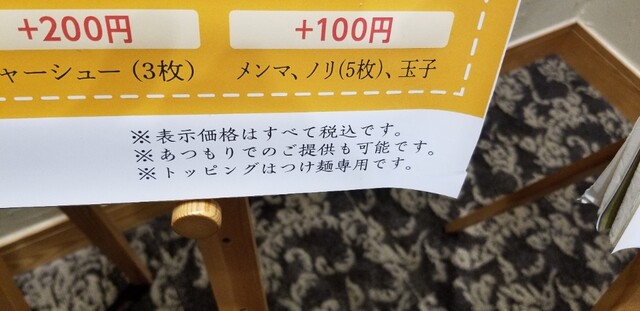 +200円
+100円
ャーシュー(3枚)
メンマ、ノリ(5枚)、玉子
※表示価格はすべて税込です。
※あつもりでのご提供も可能です。
※トッピングはつけ麺専用です。